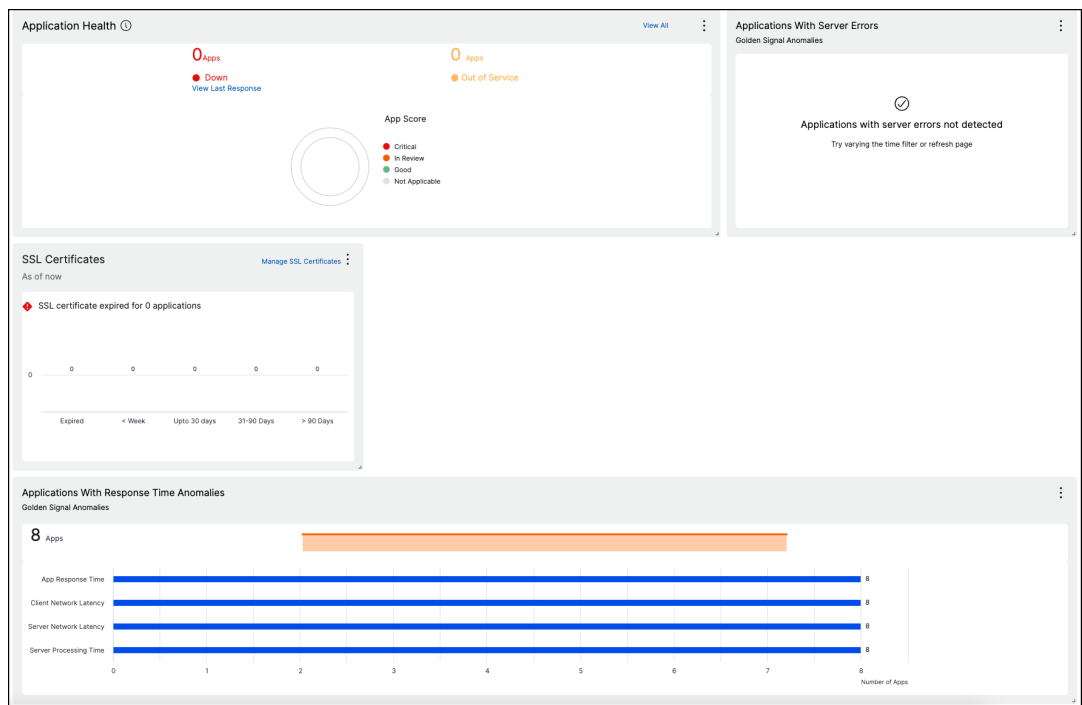 Application Health
View All
0 Apps
Down
View Last Response
0 Apps
Out of Service
App Score
Critical
In Review
Good
Not Applicable
Applications With Server Errors
Golden Signal Anomalies
Applications with server errors not detected
Try varying the time filter or refresh page
SSL Certificates
Manage SSL Certificates
As of now
SSL certificate expired for 0 applications
0 0 0 0 0
0
Expired < Week Upto 30 days 31-90 Days > 90 Days
Applications With Response Time Anomalies
Golden Signal Anomalies
8 Apps
App Response Time 8
Client Network Latency 8
Server Network Latency 8
Server Processing Time 8
0 1 2 3 4 5 6 7 8
Number of Apps